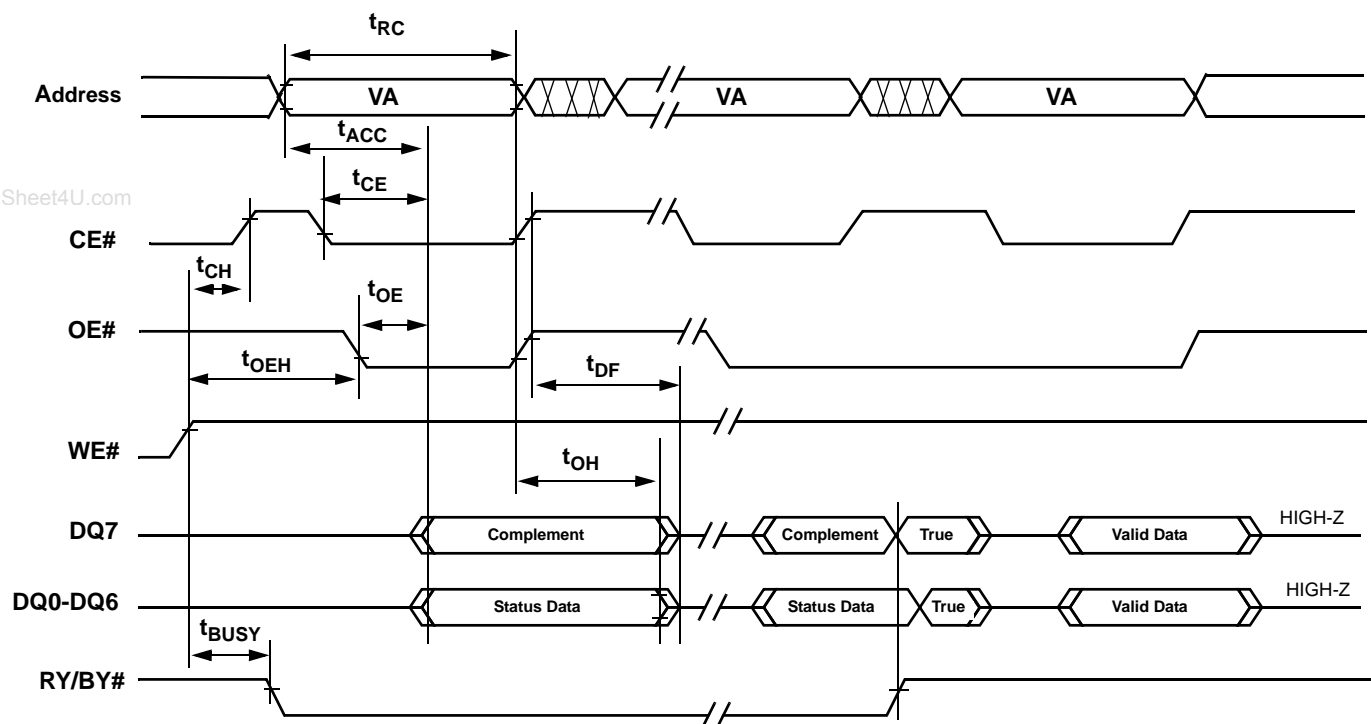 tRC
Address VA VA VA
tACC
Sheet4U.com
tCE
CE#
tCH
tOE
OE#
tOEH
tDF
WE#
tOH
DQ7 Complement Complement True Valid Data HIGH-Z
DQ0-DQ6 Status Data Status Data True Valid Data HIGH-Z
tBUSY
RY/BY#